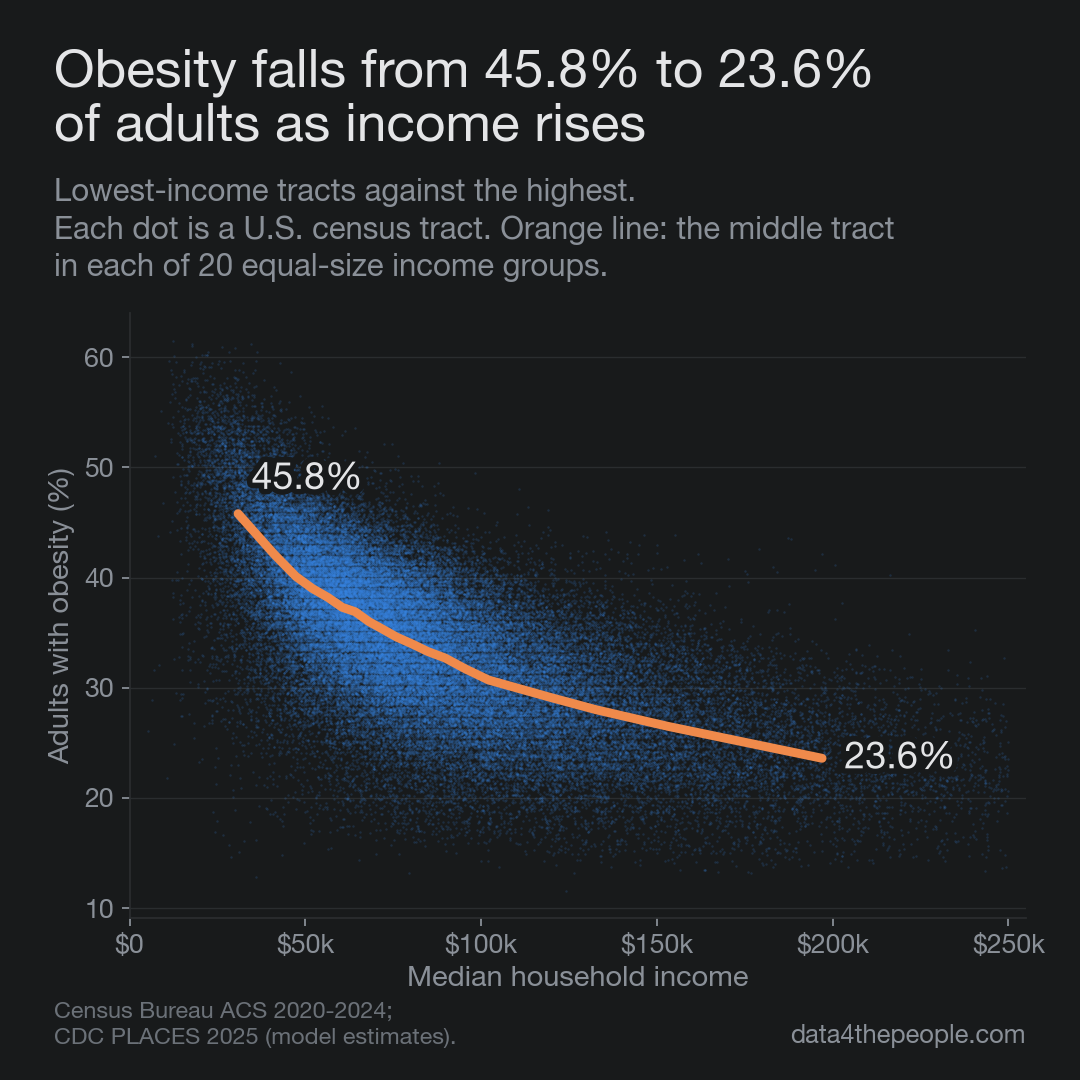 Obesity falls from 45.8% to 23.6%
of adults as income rises
Lowest-income tracts against the highest.
Each dot is a U.S. census tract. Orange line: the middle tract
in each of 20 equal-size income groups.
60
50
40
30
20
10
Adults with obesity (%)
45.8%
23.6%
$0
$50k
$100k
$150k
$200k
$250k
Median household income
Census Bureau ACS 2020-2024;
CDC PLACES 2025 (model estimates).
data4thepeople.com